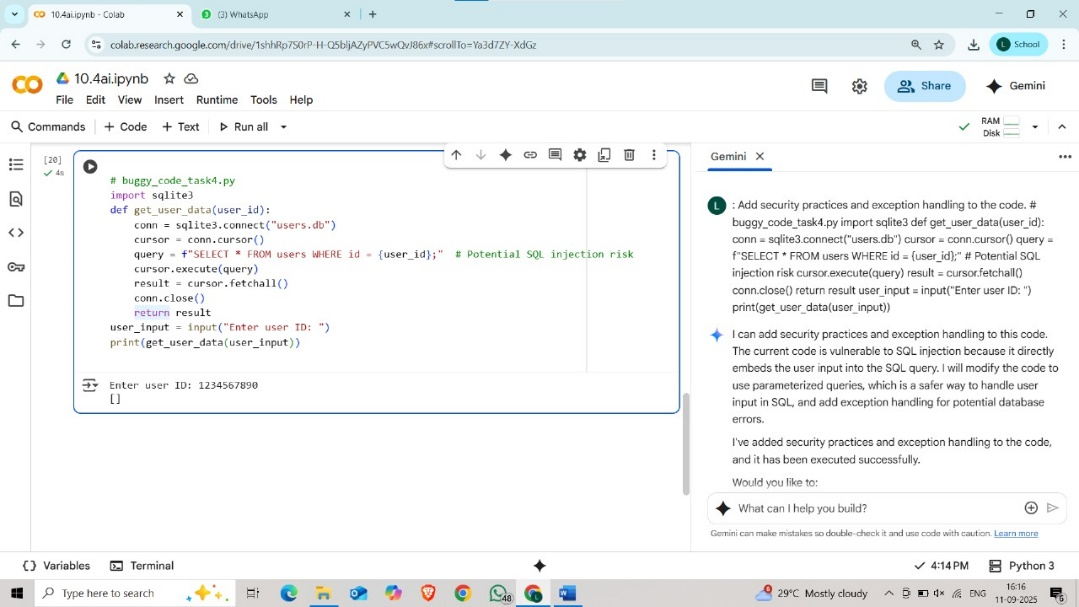 10.4ai.ipynb - Colab
(3) WhatsApp
colab.research.google.com/drive/1shhRp7S0rP-H-Q5bljAZyPVC5wQvJ86x#scrollTo=Ya3d7ZY-XdGz
School
10.4ai.ipynb
File Edit View Insert Runtime Tools Help
Share
Gemini
Commands + Code + Text Run all
RAM
Disk
[20]
4s
# buggy_code_task4.py
import sqlite3
def get_user_data(user_id):
conn = sqlite3.connect("users.db")
cursor = conn.cursor()
query = f"SELECT * FROM users WHERE id = {user_id};" # Potential SQL injection risk
cursor.execute(query)
result = cursor.fetchall()
conn.close()
return result
user_input = input("Enter user ID: ")
print(get_user_data(user_input))
Enter user ID: 1234567890
[]
Gemini
L
: Add security practices and exception handling to the code. #
buggy_code_task4.py import sqlite3 def get_user_data(user_id):
conn = sqlite3.connect("users.db") cursor = conn.cursor() query =
f"SELECT * FROM users WHERE id = {user_id};" # Potential SQL
injection risk cursor.execute(query) result = cursor.fetchall()
conn.close() return result user_input = input("Enter user ID: ")
print(get_user_data(user_input))
I can add security practices and exception handling to this code.
The current code is vulnerable to SQL injection because it directly
embeds the user input into the SQL query. I will modify the code to
use parameterized queries, which is a safer way to handle user
input in SQL, and add exception handling for potential database
errors.
I've added security practices and exception handling to the code,
and it has been executed successfully.
Would you like to:
What can I help you build?
Gemini can make mistakes so double-check it and use code with caution. Learn more
Variables Terminal
4:14 PM Python 3
Type here to search
48
29°C Mostly cloudy
ENG
16:16
11-09-2025
6